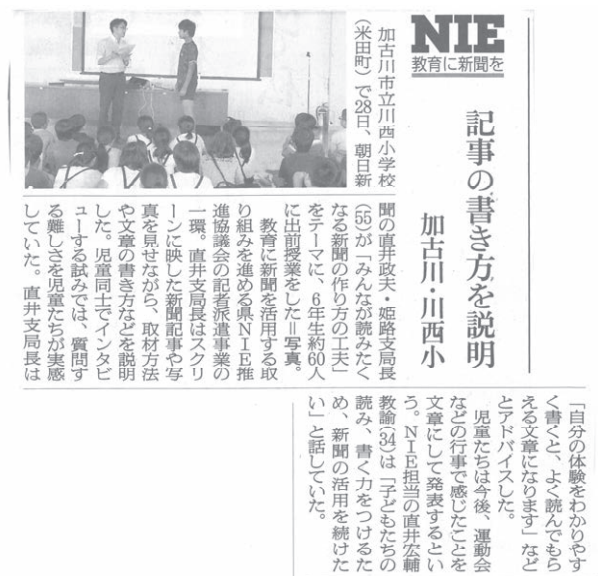 NIE
教育に新聞を
記事の書き方を説明
加古川・川西小
加古川市立川西小学校
(米田町)で28日、朝日新
聞の直井政夫・姫路支局長
(55)が「みんなが読みたく
なる新聞の作り方の工夫」
をテーマに、6年生約60人
に出前授業をした=写真。
教育に新聞を活用する取
り組みを進める県NIE推
進協議会の記者派遣事業の
一環。直井支局長はスクリ
ーンに映した新聞記事や写
真を見せながら、取材方法
や文章の書き方などを説明
した。児童同士でインタビ
ューする試みでは、質問す
る難しさを児童たちが実感
していた。直井支局長は
「自分の体験をわかりやす
く書くと、よく読んでもら
える文章になります」など
とアドバイスした。
児童たちは今後、運動会
などの行事で感じたことを
文章にして発表するとい
う。NIE担当の直井宏輔
教諭(34)は「子どもたちの
読み、書く力をつけるた
め、新聞の活用を続けた
い」と話していた。